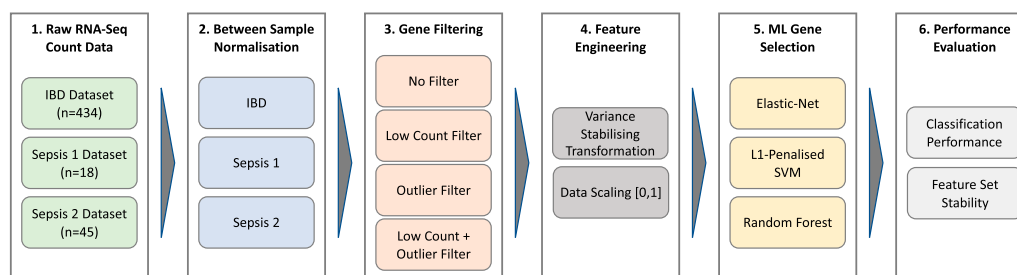 1. Raw RNA-Seq
Count Data
IBD Dataset
(n=434)
Sepsis 1 Dataset
(n=18)
Sepsis 2 Dataset
(n=45)
2. Between Sample
Normalisation
IBD
Sepsis 1
Sepsis 2
3. Gene Filtering
No Filter
Low Count Filter
Outlier Filter
Low Count +
Outlier Filter
4. Feature
Engineering
Variance
Stabilising
Transformation
Data Scaling [0,1]
5. ML Gene
Selection
Elastic-Net
L1-Penalised
SVM
Random Forest
6. Performance
Evaluation
Classification
Performance
Feature Set
Stability